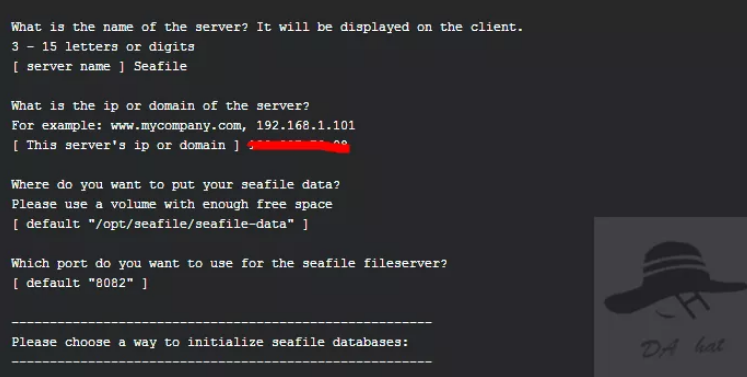 What is the name of the server? It will be displayed on the client.
3 - 15 letters or digits
[ server name ] Seafile
What is the ip or domain of the server?
For example: www.mycompany.com, 192.168.1.101
[ This server's ip or domain ]
Where do you want to put your seafile data?
Please use a volume with enough free space
[ default "/opt/seafile/seafile-data" ]
Which port do you want to use for the seafile fileserver?
[ default "8082" ]
-------------------------------------------------------
Please choose a way to initialize seafile databases:
-------------------------------------------------------
DA hat